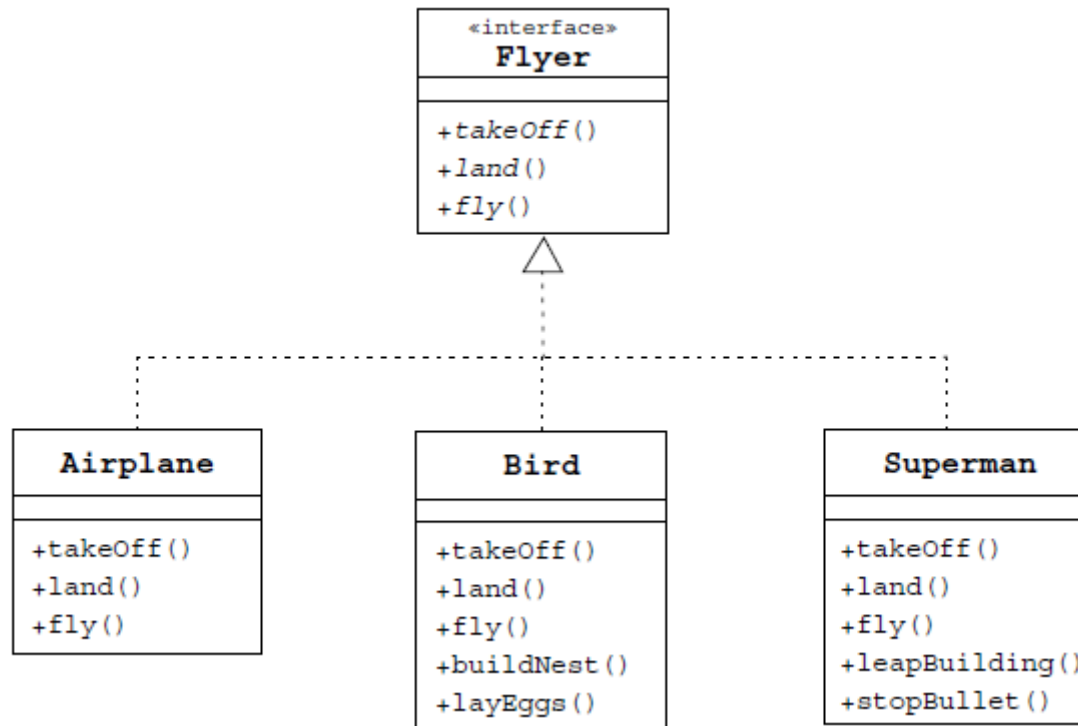 «interface»
Flyer
+takeOff()
+land()
+fly()
Airplane
+takeOff()
+land()
+fly()
Bird
+takeOff()
+land()
+fly()
+buildNest()
+layEggs()
Superman
+takeOff()
+land()
+fly()
+leapBuilding()
+stopBullet()